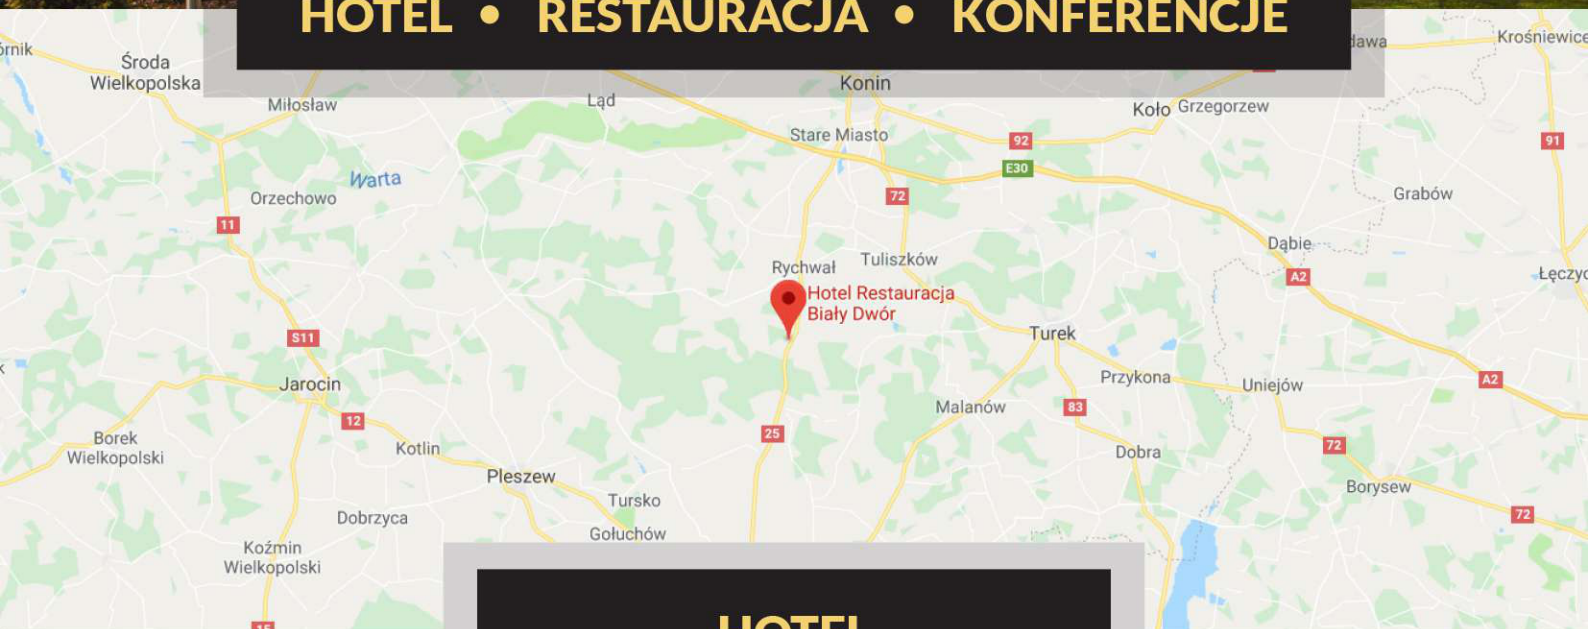 HOTEL • RESTAURACJA • KONFERENCJE
Krośniewice
Środa
Wielkopolska
Konin
Miłosław
Ląd
Koło
Grzegorzew
Stare Miasto
92
91
E30
Warta
Orzechowo
72
Grabów
11
Dąbie
Rychwał
Tuliszków
A2
Hotel Restauracja
Biały Dwór
S11
Turek
Jarocin
Przykona
Uniejów
A2
Malanów
83
12
25
Borek
Wielkopolski
Kotlin
72
Dobra
Pleszew
Borysew
Tursko
72
Dobrzyca
Gołuchów
Koźmin
Wielkopolski
15
HOTEL